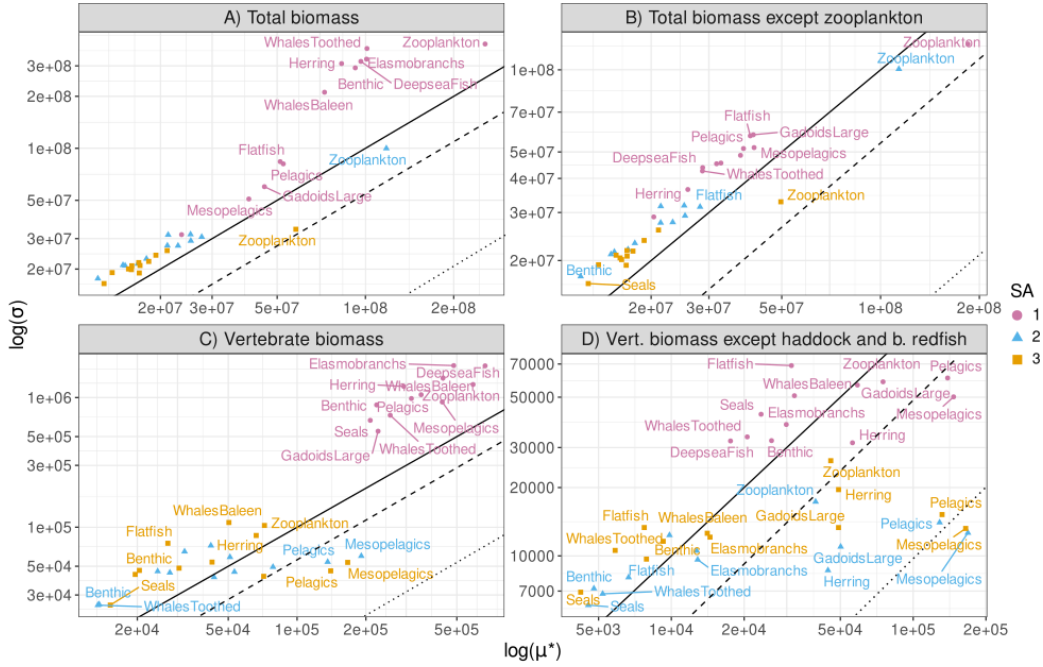 A) Total biomass
WhalesToothed
Zooplankton
Herring
Elasmobranchs
Benthic
DeepseaFish
WhalesBaleen
Flatfish
Zooplankton
Pelagics
GadoidsLarge
Mesopelagics
Zooplankton
3e+08
2e+08
1e+08
3e+07
2e+07
2e+07
3e+07
5e+07
1e+08
2e+08
B) Total biomass except zooplankton
Zooplankton
Zooplankton
Flatfish
Pelagics
GadoidsLarge
DeepseaFish
Mesopelagics
WhalesToothed
Herring
Flatfish
Zooplankton
Benthic
Seals
1e+08
7e+07
5e+07
4e+07
3e+07
2e+07
2e+07
3e+07
5e+07
1e+08
2e+08
C) Vertebrate biomass
Elasmobranchs
DeepseaFish
Herring
WhalesBaleen
Zooplankton
Benthic
Pelagics
Seals
Mesopelagics
WhalesToothed
GadoidsLarge
WhalesBaleen
Zooplankton
Flatfish
Herring
Pelagics
Mesopelagics
Benthic
Pelagics
Mesopelagics
Benthic
Seals
WhalesToothed
1e+06
5e+05
3e+05
1e+05
5e+04
3e+04
2e+04
5e+04
1e+05
2e+05
5e+05
D) Vert. biomass except haddock and b. redfish
Flatfish
Zooplankton
Pelagics
WhalesBaleen
GadoidsLarge
Seals
Elasmobranchs
Mesopelagics
WhalesToothed
Herring
DeepseaFish
Benthic
Zooplankton
Zooplankton
Herring
Flatfish
WhalesBaleen
GadoidsLarge
Pelagics
Pelagics
WhalesToothed
Benthic
Elasmobranchs
Mesopelagics
GadoidsLarge
Benthic
Flatfish
Elasmobranchs
Herring
Mesopelagics
WhalesToothed
Seals
Seals
70000
50000
30000
20000
10000
7000
5e+03
1e+04
2e+04
5e+04
1e+05
2e+05
log(σ)
log(μ*)
SA
1
2
3